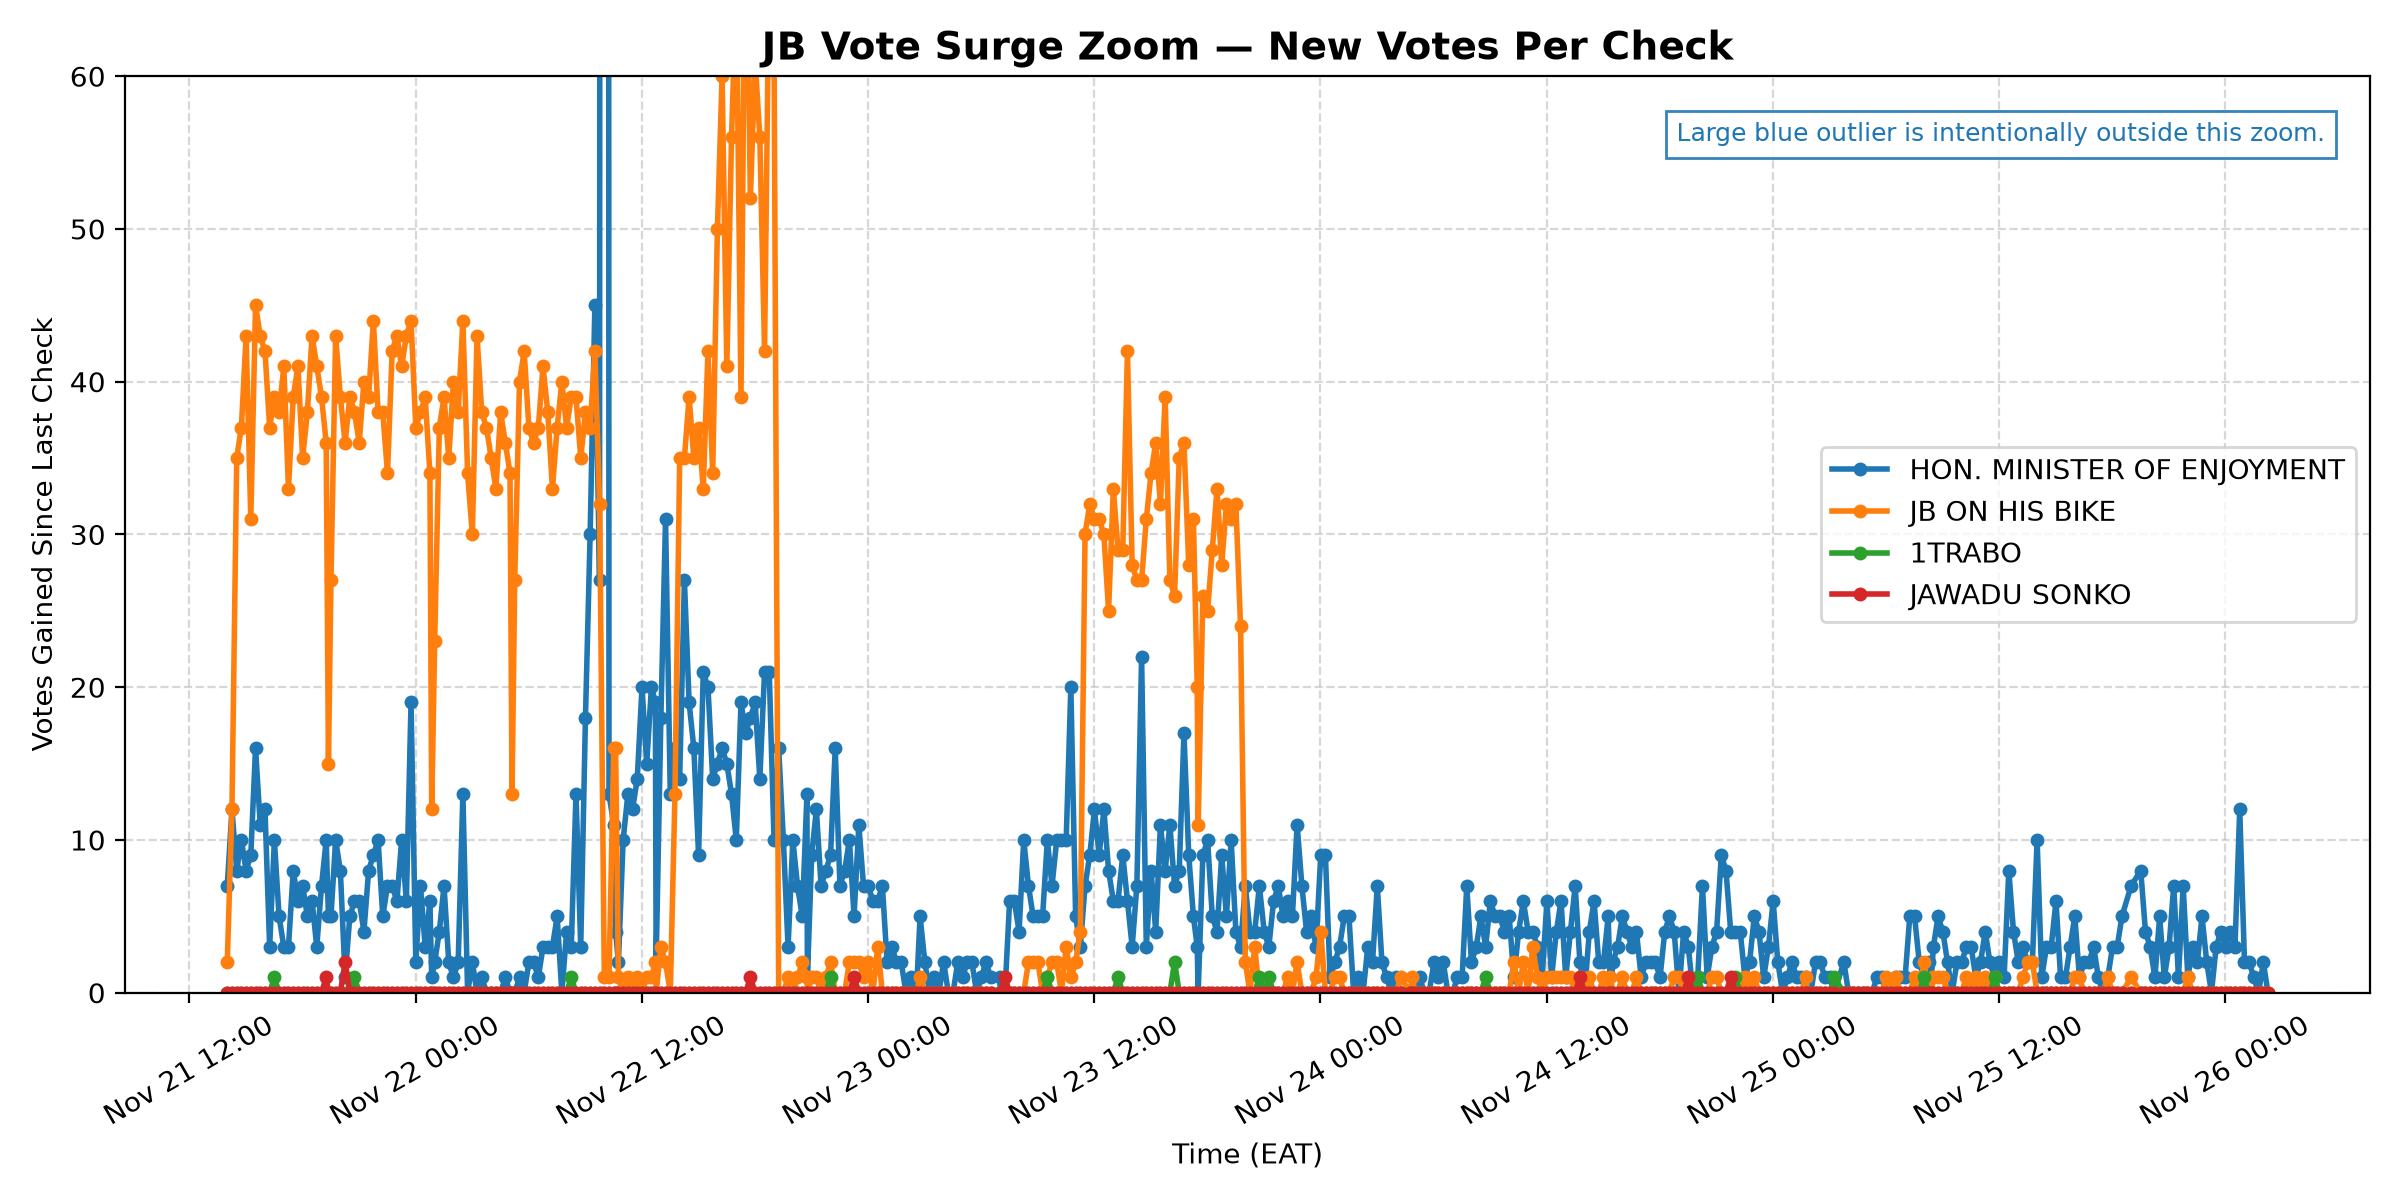 JB Vote Surge Zoom — New Votes Per Check
60
50
40
30
20
10
0
Votes Gained Since Last Check
Large blue outlier is intentionally outside this zoom.
HON. MINISTER OF ENJOYMENT
JB ON HIS BIKE
1TRABO
JAWADU SONKO
Nov 21 12:00
Nov 22 00:00
Nov 22 12:00
Nov 23 00:00
Nov 23 12:00
Nov 24 00:00
Nov 24 12:00
Nov 25 00:00
Nov 25 12:00
Nov 26 00:00
Time (EAT)